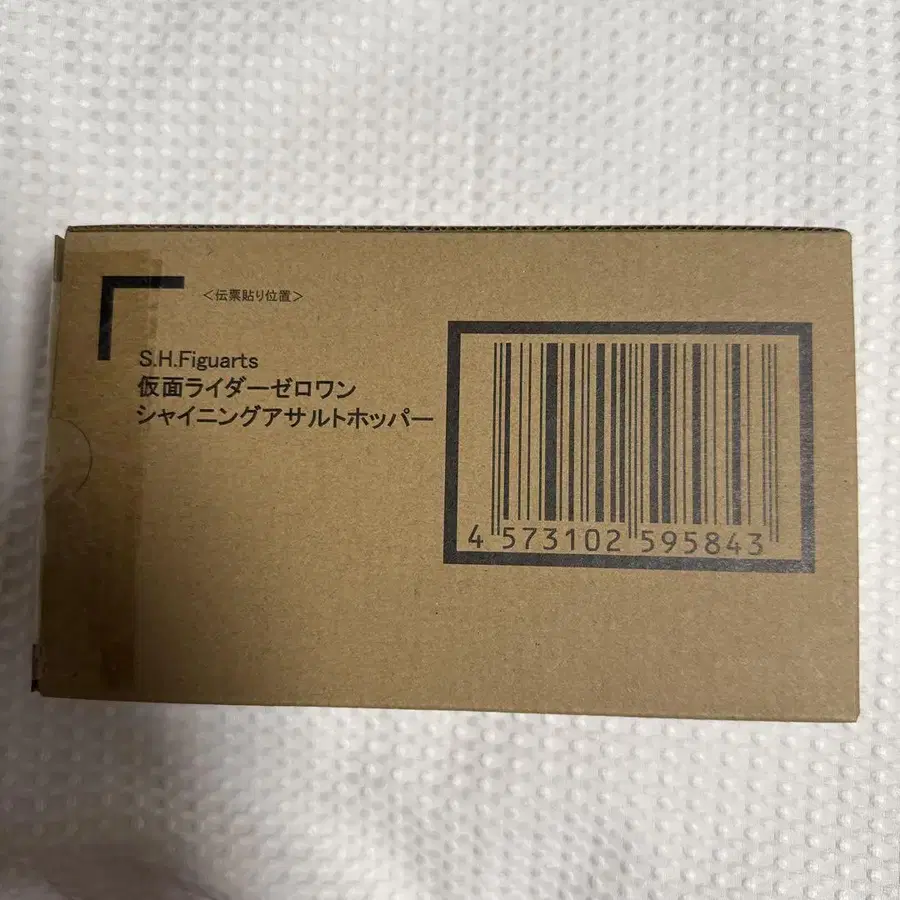 <伝票貼り位置>
S.H.Figuarts
仮面ライダーゼロワン
シャイニングアサルトホッパー
4 573102 595843